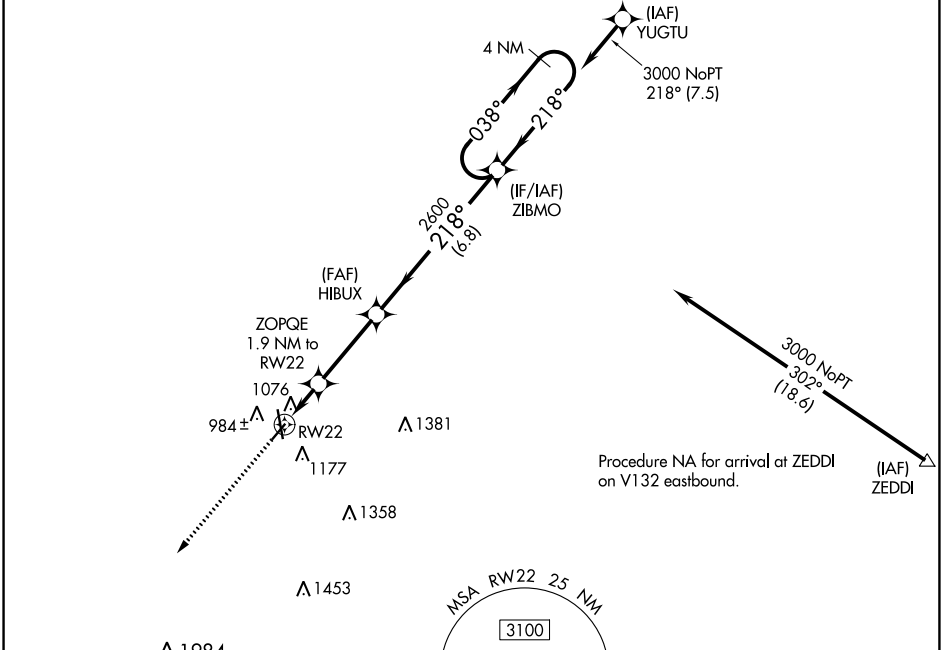 (IAF)
YUGTU
4 NM
3000 NoPT
218° (7.5)
038°
218°
(IF/IAF)
ZIBMO
2600
218°
(6.8)
(FAF)
HIBUX
ZOPQE
1.9 NM to
RW22
1076
984±
RW22
1381
1177
3000 NoPT
302°
(18.6)
Procedure NA for arrival at ZEDDI
on V132 eastbound.
(IAF)
ZEDDI
1358
1453
MSA RW22 25 NM
3100